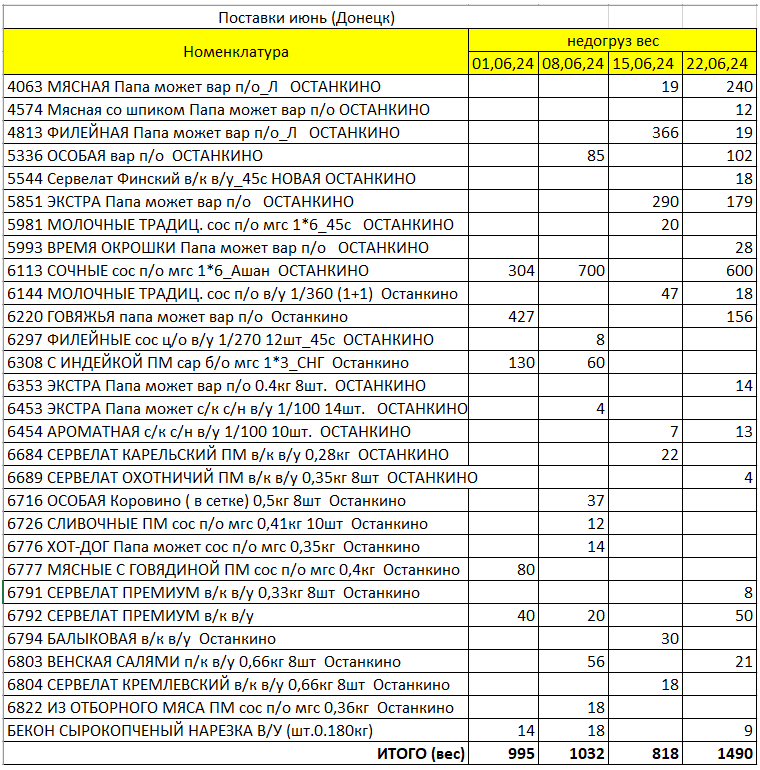 Поставки июнь (Донецк)
Номенклатура недогруз вес
01,06,24 08,06,24 15,06,24 22,06,24
4063 МЯСНАЯ Папа может вар п/о_Л ОСТАНКИНО 19 240
4574 Мясная со шпиком Папа может вар п/о ОСТАНКИНО 12
4813 ФИЛЕЙНАЯ Папа может вар п/о_Л ОСТАНКИНО 366 19
5336 ОСОБАЯ вар п/о ОСТАНКИНО 85 102
5544 Сервелат Финский в/к в/у_45с НОВАЯ ОСТАНКИНО 18
5851 ЭКСТРА Папа может вар п/о ОСТАНКИНО 290 179
5981 МОЛОЧНЫЕ ТРАДИЦ. сос п/о мгс 1*6_45с ОСТАНКИНО 20
5993 ВРЕМЯ ОКРОШКИ Папа может вар п/о ОСТАНКИНО 28
6113 СОЧНЫЕ сос п/о мгс 1*6_Ашан ОСТАНКИНО 304 700 600
6144 МОЛОЧНЫЕ ТРАДИЦ. сос п/о в/у 1/360 (1+1) Останкино 47 18
6220 ГОВЯЖЬЯ папа может вар п/о Останкино 427 156
6297 ФИЛЕЙНЫЕ сос ц/о в/у 1/270 12шт_45с ОСТАНКИНО 8
6308 С ИНДЕЙКОЙ ПМ сар б/о мгс 1*3_СНГ Останкино 130 60
6353 ЭКСТРА Папа может вар п/о 0.4кг 8шт. ОСТАНКИНО 14
6453 ЭКСТРА Папа может с/к с/н в/у 1/100 14шт. ОСТАНКИНО 4
6454 АРОМАТНАЯ с/к с/н в/у 1/100 10шт. ОСТАНКИНО 7 13
6684 СЕРВЕЛАТ КАРЕЛЬСКИЙ ПМ в/к в/у 0,28кг ОСТАНКИНО 22
6689 СЕРВЕЛАТ ОХОТНИЧИЙ ПМ в/к в/у 0,35кг 8шт ОСТАНКИНО 4
6716 ОСОБАЯ Коровино ( в сетке) 0,5кг 8шт Останкино 37
6726 СЛИВОЧНЫЕ ПМ сос п/о мгс 0,41кг 10шт Останкино 12
6776 ХОТ-ДОГ Папа может сос п/о мгс 0,35кг Останкино 14
6777 МЯСНЫЕ С ГОВЯДИНОЙ ПМ сос п/о мгс 0,4кг Останкино 80
6791 СЕРВЕЛАТ ПРЕМИУМ в/к в/у 0,33кг 8шт Останкино 8
6792 СЕРВЕЛАТ ПРЕМИУМ в/к в/у 40 20 50
6794 БАЛЫКОВАЯ в/к в/у Останкино 30
6803 ВЕНСКАЯ САЛЯМИ п/к в/у 0,66кг 8шт Останкино 56 21
6804 СЕРВЕЛАТ КРЕМЛЕВСКИЙ в/к в/у 0,66кг 8шт Останкино 18
6822 ИЗ ОТБОРНОГО МЯСА ПМ сос п/о мгс 0,36кг Останкино 18
БЕКОН СЫРОКОПЧЕНЫЙ НАРЕЗКА В/У (шт.0.180кг) 14 18 9
ИТОГО (вес) 995 1032 818 1490